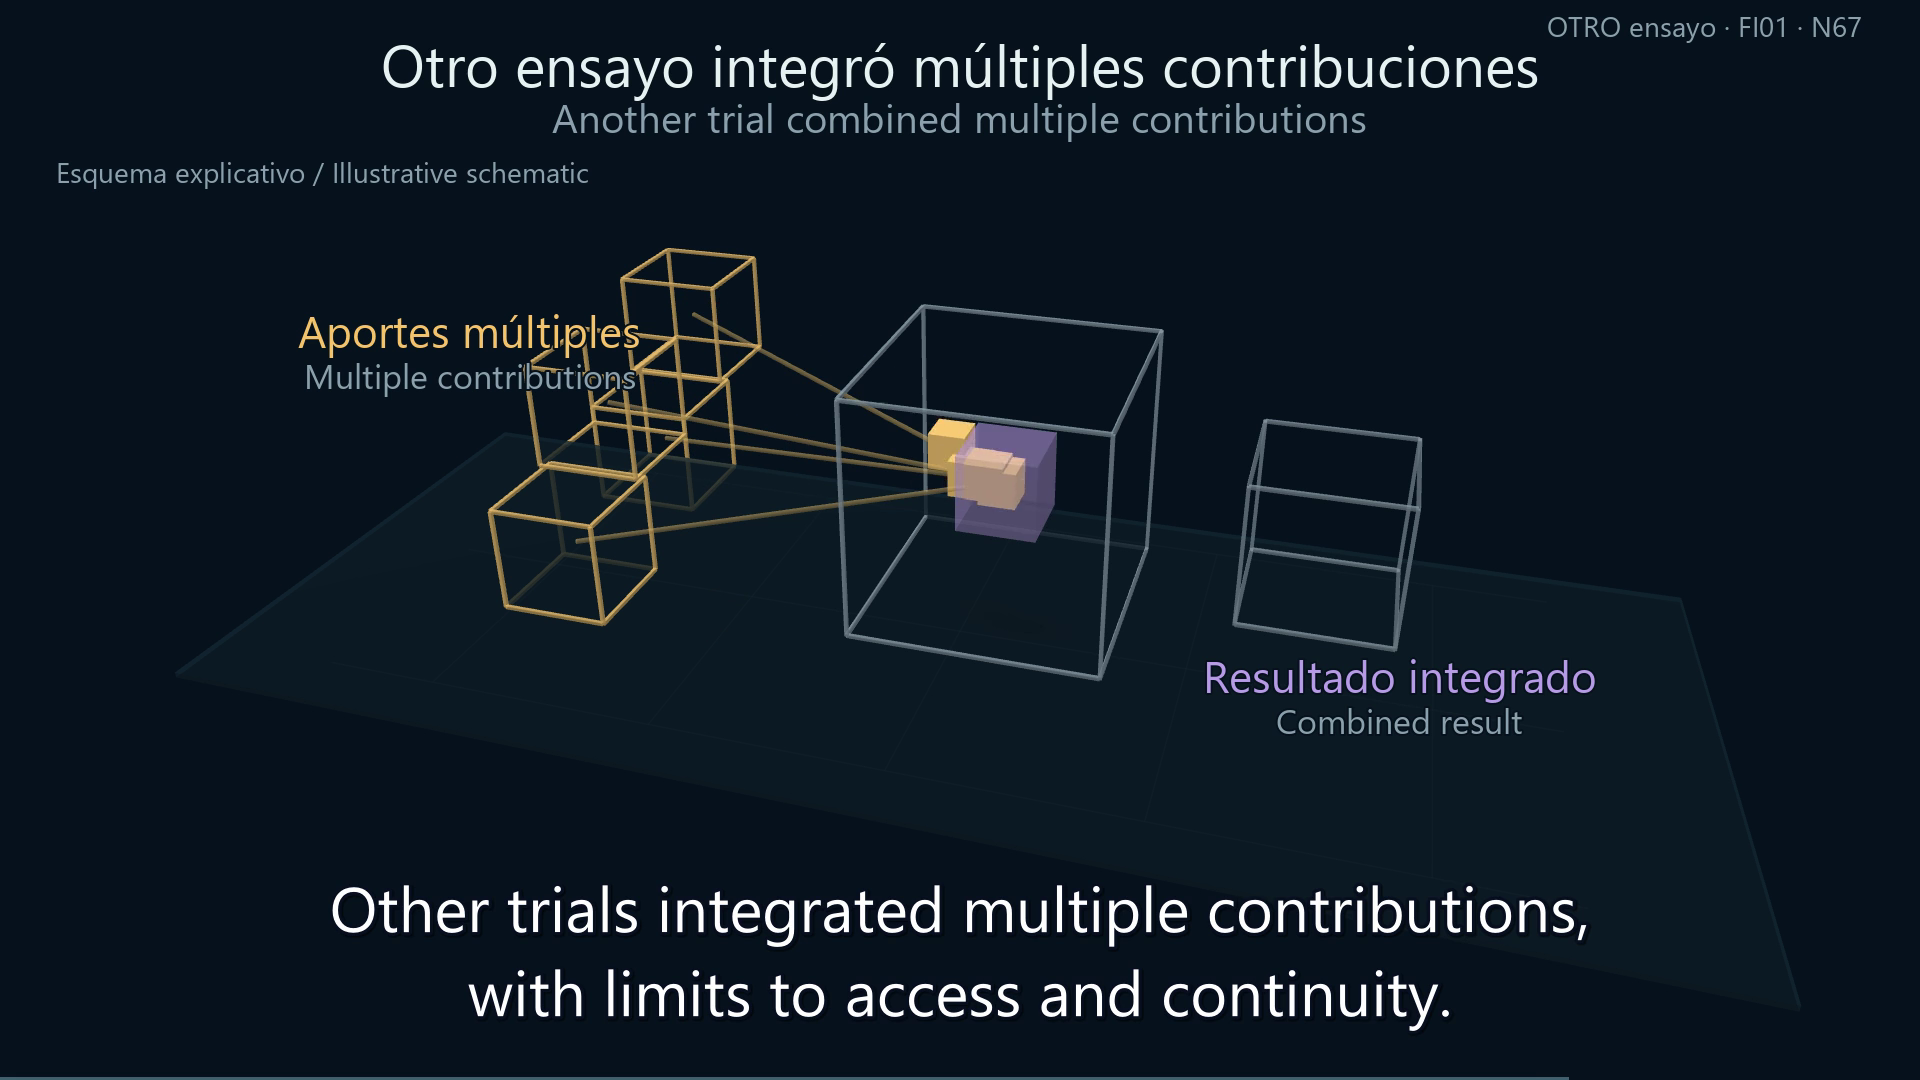 OTRO ensayo · FI01 · N67
Otro ensayo integró múltiples contribuciones
Another trial combined multiple contributions
Esquema explicativo / Illustrative schematic
Aportes múltiples
Multiple contributions
Resultado integrado
Combined result
Other trials integrated multiple contributions,
with limits to access and continuity.